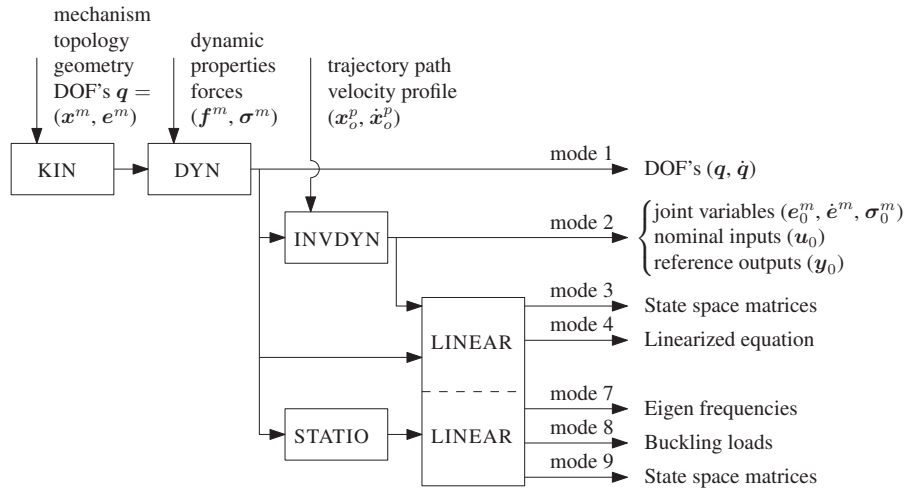 mechanism
topology
geometry
DOF's q =
(x^m, e^m)
dynamic
properties
forces
(f^m, σ^m)
trajectory path
velocity profile
(x_o^p, ẋ_o^p)
KIN
DYN
mode 1
DOF's (q, q̇)
INVDYN
mode 2
joint variables (e_0^m, ė^m, σ_0^m)
nominal inputs (u_0)
reference outputs (y_0)
mode 3
State space matrices
mode 4
LINEAR
Linearized equation
mode 7
Eigen frequencies
mode 8
STATIO
LINEAR
Buckling loads
mode 9
State space matrices